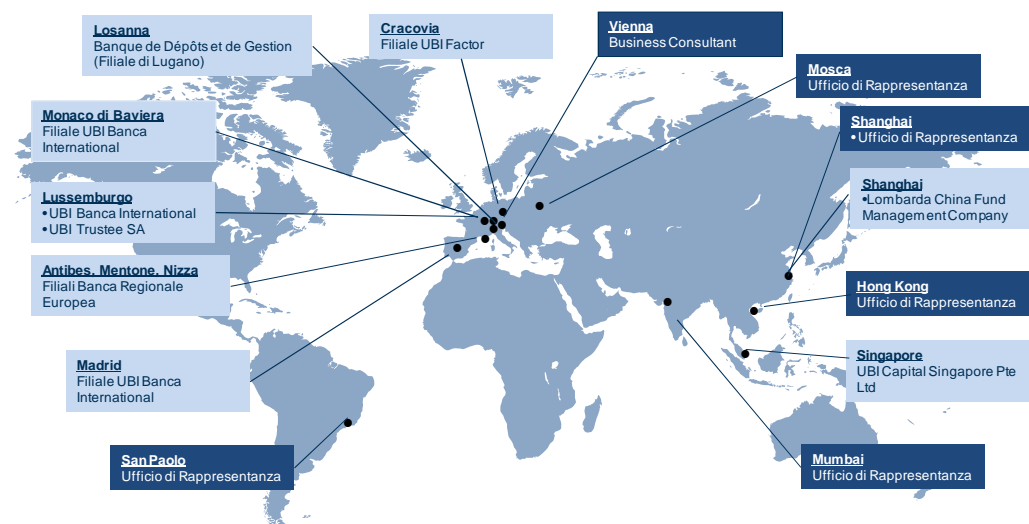 Losanna
Banque de Dépôts et de Gestion
(Filiale di Lugano)
Cracovia
Filiale UBI Factor
Vienna
Business Consultant
Mosca
Ufficio di Rappresentanza
Monaco di Baviera
Filiale UBI Banca
International
Shanghai
• Ufficio di Rappresentanza
Lussemburgo
• UBI Banca International
• UBI Trustee SA
Shanghai
•Lombarda China Fund
Management Company
Antibes, Mentone, Nizza
Filiali Banca Regionale
Europea
Hong Kong
Ufficio di Rappresentanza
Madrid
Filiale UBI Banca
International
Singapore
UBI Capital Singapore Pte
Ltd
San Paolo
Ufficio di Rappresentanza
Mumbai
Ufficio di Rappresentanza